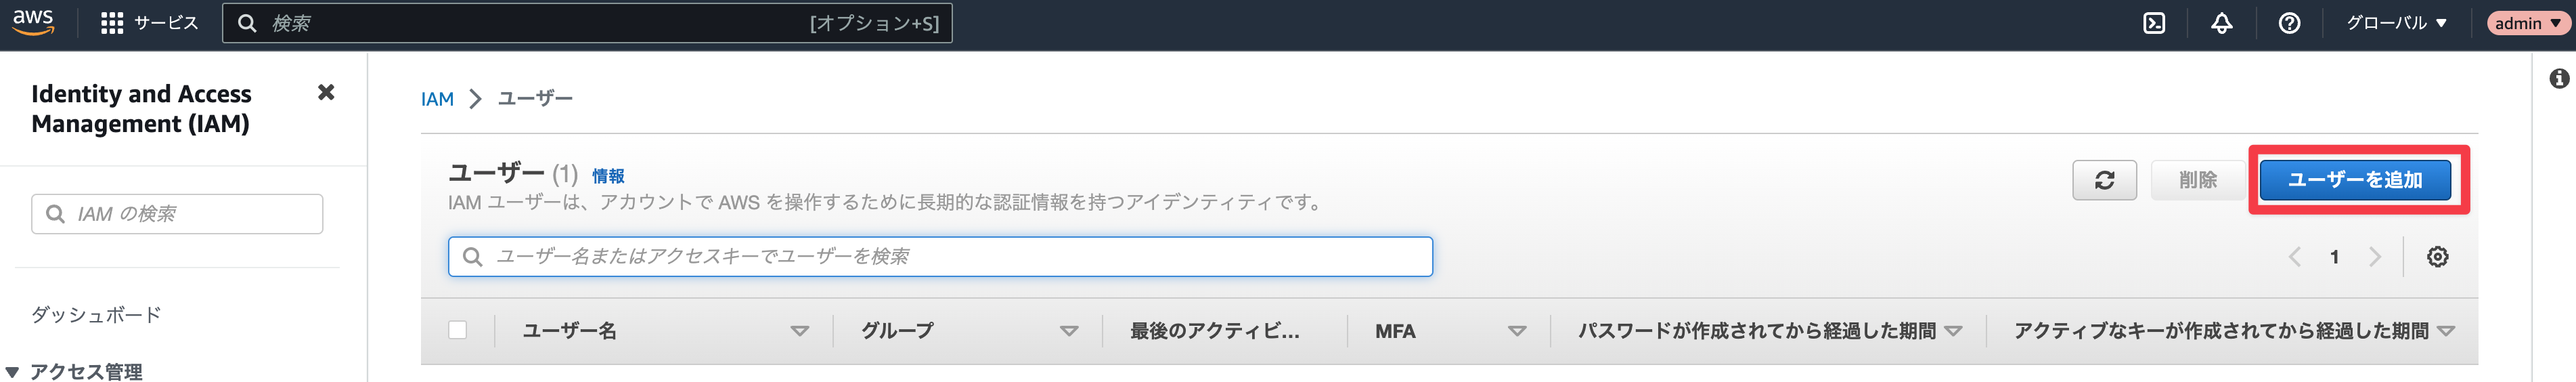 aws サービス 検索 [オプション+S] グローバル admin
Identity and Access
Management (IAM)
IAM の検索
ダッシュボード
アクセス管理
IAM ユーザー
ユーザー (1) 情報
IAM ユーザーは、アカウントで AWS を操作するために長期的な認証情報を持つアイデンティティです。
削除 ユーザーを追加
ユーザー名またはアクセスキーでユーザーを検索
1
ユーザー名 グループ 最後のアクティビ... MFA パスワードが作成されてから経過した期間 アクティブなキーが作成されてから経過した期間